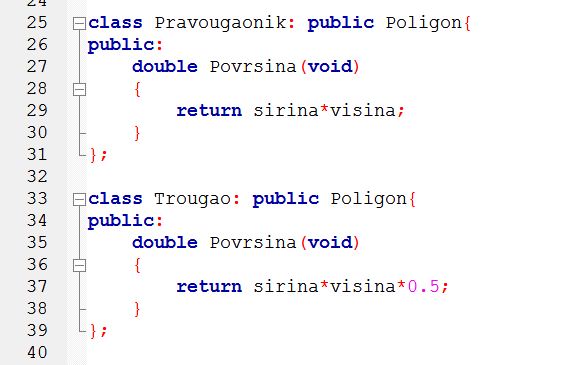 24
25 class Pravougaonik: public Poligon{
26 public:
27     double Povrsina(void)
28     {
29         return sirina*visina;
30     }
31 };
32
33 class Trougao: public Poligon{
34 public:
35     double Povrsina(void)
36     {
37         return sirina*visina*0.5;
38     }
39 };
40